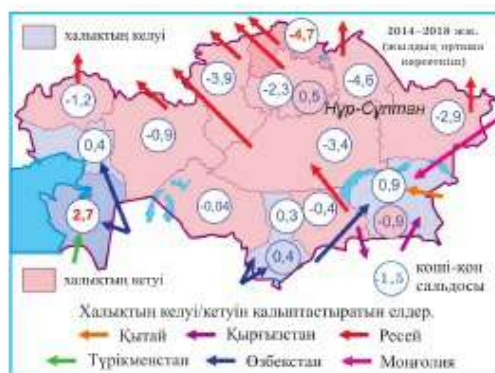 халықтың келуі
2014–2018 жж.
(жылдық орташа
көрсеткіш)
-4,7
-1,2
-3,9
-2,3
0,5
-4,6
Нұр-Сұлтан
-2,9
0,4
-0,9
-3,4
2,7
-0,04
0,3
-0,4
0,9
-0,9
0,4
-1,5
көші-қон
сальдосы
халықтың кетуі
Халықтың келуі/кетуін қалыптастыратын елдер.
Қытай
Қырғызстан
Ресей
Түрікменстан
Өзбекстан
Моңғолия